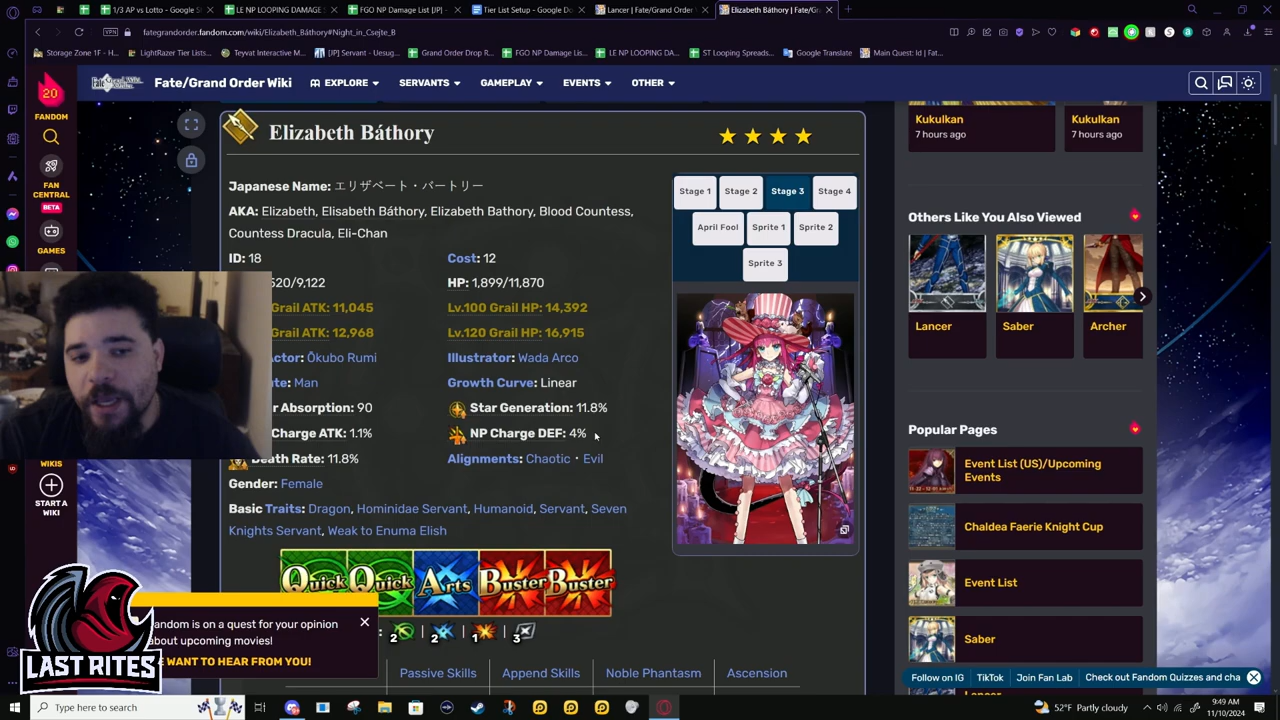 1/3 AP vs Lotto - Google S
LE NP LOOPING DAMAGE
FGO NP Damage List [JP] -
Tier List Setup - Google Do
Lancer | Fate/Grand Order
Elizabeth Báthory | Fate/Gra
VPN
fategrandorder.fandom.com/wiki/Elizabeth_Báthory#Night_in_Csejte_B
Storage Zone 1F - H...
LightRazer Tier Lists...
Teyvat Interactive M...
[JP] Servant - Uesug...
Grand Order Drop R...
FGO NP Damage Lis...
LE NP LOOPING DA...
ST Looping Spreads...
Google Translate
Main Quest: Id | Fat...
20
FANDOM
Fate/Grand Order Wiki
EXPLORE
SERVANTS
GAMEPLAY
EVENTS
OTHER
FAN
CENTRAL
BETA
GAMES
WIKIS
START A
WIKI
Elizabeth Báthory
Japanese Name: エリザベート・バートリー
AKA: Elizabeth, Elisabeth Báthory, Elizabeth Bathory, Blood Countess,
Countess Dracula, Eli-Chan
ID: 18
Cost: 12
520/9,122
HP: 1,899/11,870
Grail ATK: 11,045
Lv.100 Grail HP: 14,392
Grail ATK: 12,968
Lv.120 Grail HP: 16,915
Actor: Ōkubo Rumi
Illustrator: Wada Arco
te: Man
Growth Curve: Linear
r Absorption: 90
Star Generation: 11.8%
Charge ATK: 1.1%
NP Charge DEF: 4%
Death Rate: 11.8%
Alignments: Chaotic・Evil
Gender: Female
Basic Traits: Dragon, Hominidae Servant, Humanoid, Servant, Seven
Knights Servant, Weak to Enuma Elish
Quick Quick Arts Buster Buster
2 | 2 | 1 | 3
Passive Skills
Append Skills
Noble Phantasm
Ascension
Stage 1
Stage 2
Stage 3
Stage 4
April Fool
Sprite 1
Sprite 2
Sprite 3
Kukulkan
7 hours ago
Kukulkan
7 hours ago
Others Like You Also Viewed
Lancer
Saber
Archer
Popular Pages
Event List (US)/Upcoming
Events
Chaldea Faerie Knight Cup
Event List
Saber
Lancer
Follow on IG
TikTok
Join Fan Lab
Check out Fandom Quizzes and cha
andom is on a quest for your opinion
about upcoming movies!
E WANT TO HEAR FROM YOU!
LAST RITES
Type here to search
52°F Partly cloudy
9:49 AM
11/10/2024